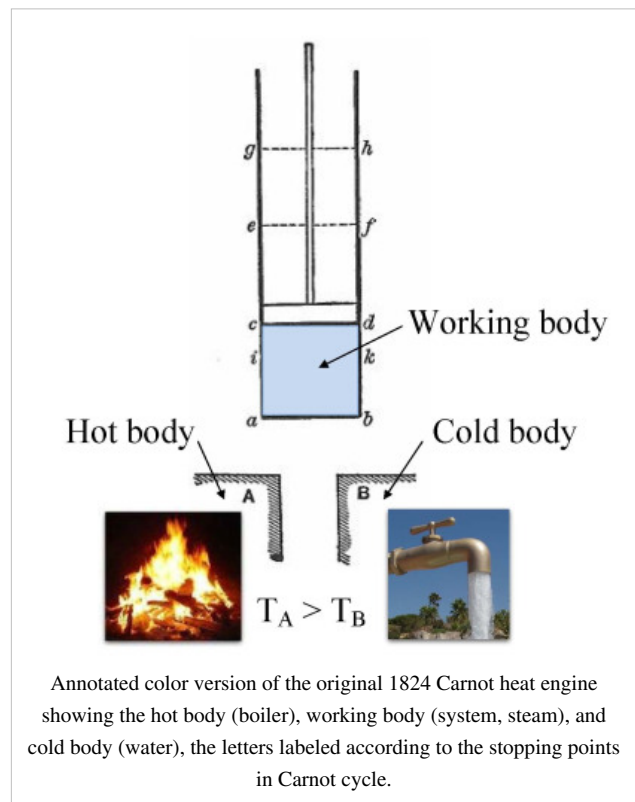 g h
e f
c d
Working body
i k
a b
Hot body Cold body
A B
T_A > T_B
Annotated color version of the original 1824 Carnot heat engine
showing the hot body (boiler), working body (system, steam), and
cold body (water), the letters labeled according to the stopping points
in Carnot cycle.